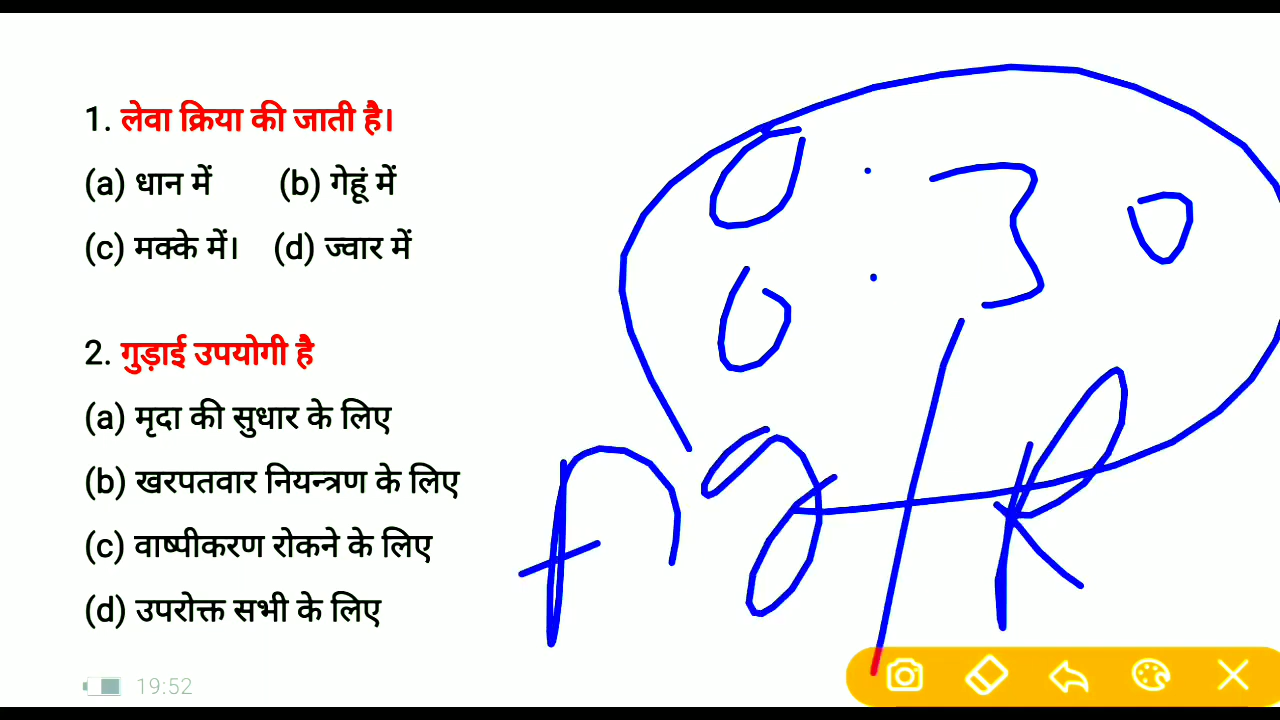 1. लेवा क्रिया की जाती है।
(a) धान में (b) गेहूं में
(c) मक्के में। (d) ज्वार में
2. गुड़ाई उपयोगी है
(a) मृदा की सुधार के लिए
(b) खरपतवार नियन्त्रण के लिए
(c) वाष्पीकरण रोकने के लिए
(d) उपरोक्त सभी के लिए
19:52